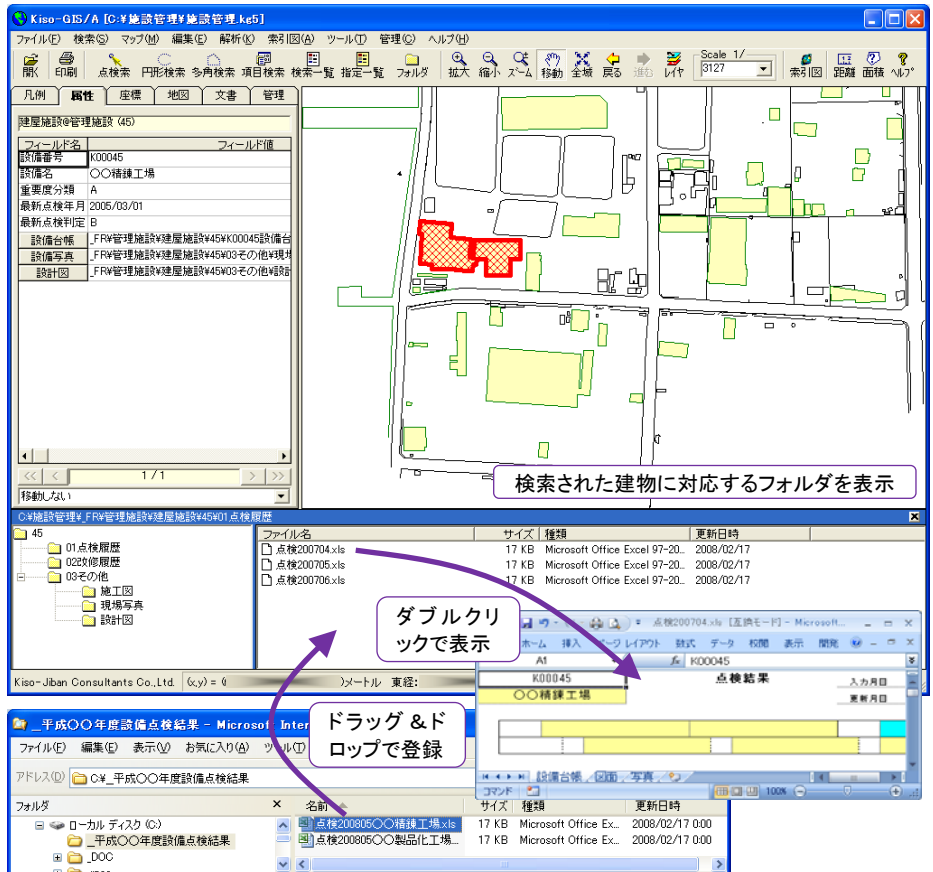 Kiso-GIS/A [C:¥施設管理¥施設管理.kg5]
ファイル(F) 検索(S) マップ(M) 編集(E) 解析(K) 索引図(A) ツール(T) 管理(C) ヘルプ(H)
Scale 1/
開く 印刷 点検索 円形検索 多角検索 項目検索 検索一覧 指定一覧 フォルダ 拡大 縮小 ズーム 移動 全域 戻る 進む レイヤ 3127 索引図 距離 面積 ヘルプ
凡例 属性 座標 地図 文書 管理
建屋施設@管理施設 (45)
フィールド名 フィールド値
設備番号 K00045
設備名 〇〇精錬工場
重要度分類 A
最新点検年月 2005/03/01
最新点検判定 B
設備台帳 _FR¥管理施設¥建屋施設¥45¥K00045設備台
設備写真 _FR¥管理施設¥建屋施設¥45¥03その他¥現場
設計図 _FR¥管理施設¥建屋施設¥45¥03その他¥設計
<< < 1/1 > >>
移動しない
検索された建物に対応するフォルダを表示
C:¥施設管理¥_FR¥管理施設¥建屋施設¥45¥01点検履歴
45
01点検履歴
02改修履歴
03その他
施工図
現場写真
設計図
ファイル名 サイズ 種類 更新日時
点検200704.xls 17 KB Microsoft Office Excel 97-20... 2008/02/17
点検200705.xls 17 KB Microsoft Office Excel 97-20... 2008/02/17
点検200706.xls 17 KB Microsoft Office Excel 97-20... 2008/02/17
ダブルクリ
ックで表示
点検200704.xls [互換モード] - Microsoft...
ホーム 挿入 ページ レイアウト 数式 データ 校閲 表示 開発
A1 fx K00045
K00045 点検結果 入力月日
〇〇精錬工場 更新月日
設備台帳 図面 写真
コマンド 100%
Kiso-Jiban Consultants Co.,Ltd. (x,y) = ( )メートル 東経:
ドラッグ &ド
ロップで登録
_平成〇〇年度設備点検結果 - Microsoft Inter
ファイル(F) 編集(E) 表示(V) お気に入り(A) ツール(T)
アドレス(D) C:¥_平成〇〇年度設備点検結果
フォルダ × 名前 サイズ 種類 更新日時
ローカル ディスク (C:)
_平成〇〇年度設備点検結果
_DOC
点検200805〇〇精錬工場.xls 17 KB Microsoft Office Ex... 2008/02/17 0:00
点検200805〇〇製品化工場... 17 KB Microsoft Office Ex... 2008/02/17 0:00